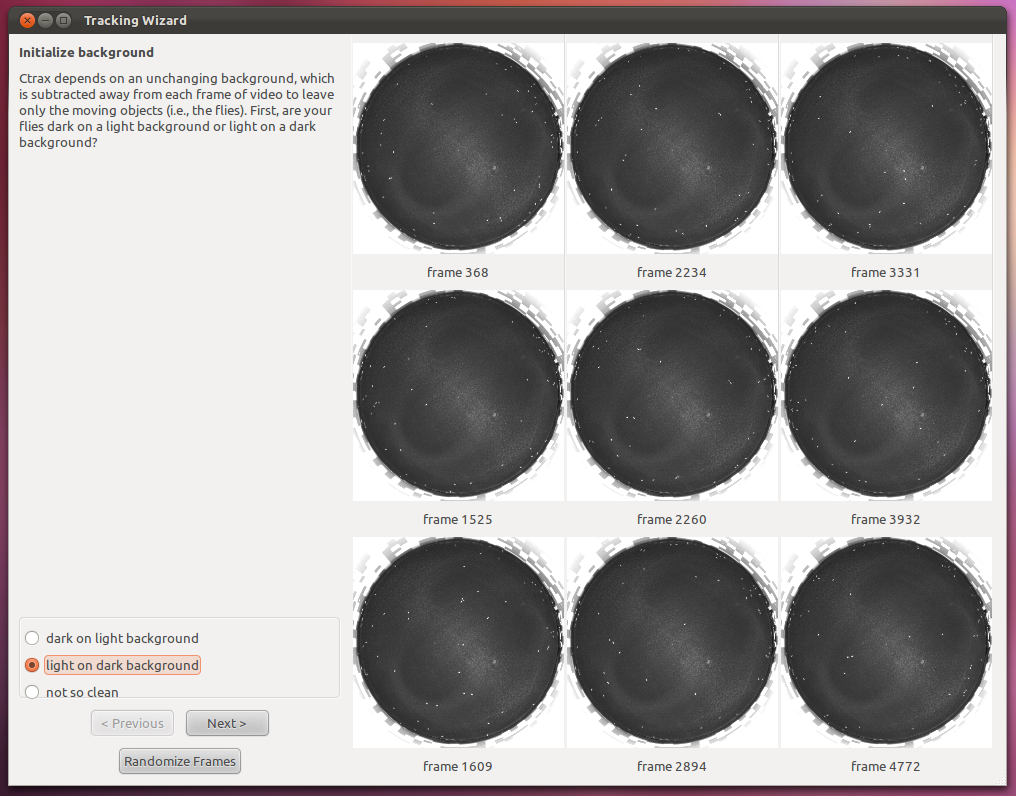 Tracking Wizard
Initialize background
Ctrax depends on an unchanging background, which
is subtracted away from each frame of video to leave
only the moving objects (i.e., the flies). First, are your
flies dark on a light background or light on a dark
background?
frame 368
frame 2234
frame 3331
frame 1525
frame 2260
frame 3932
frame 1609
frame 2894
frame 4772
dark on light background
light on dark background
not so clean
< Previous
Next >
Randomize Frames